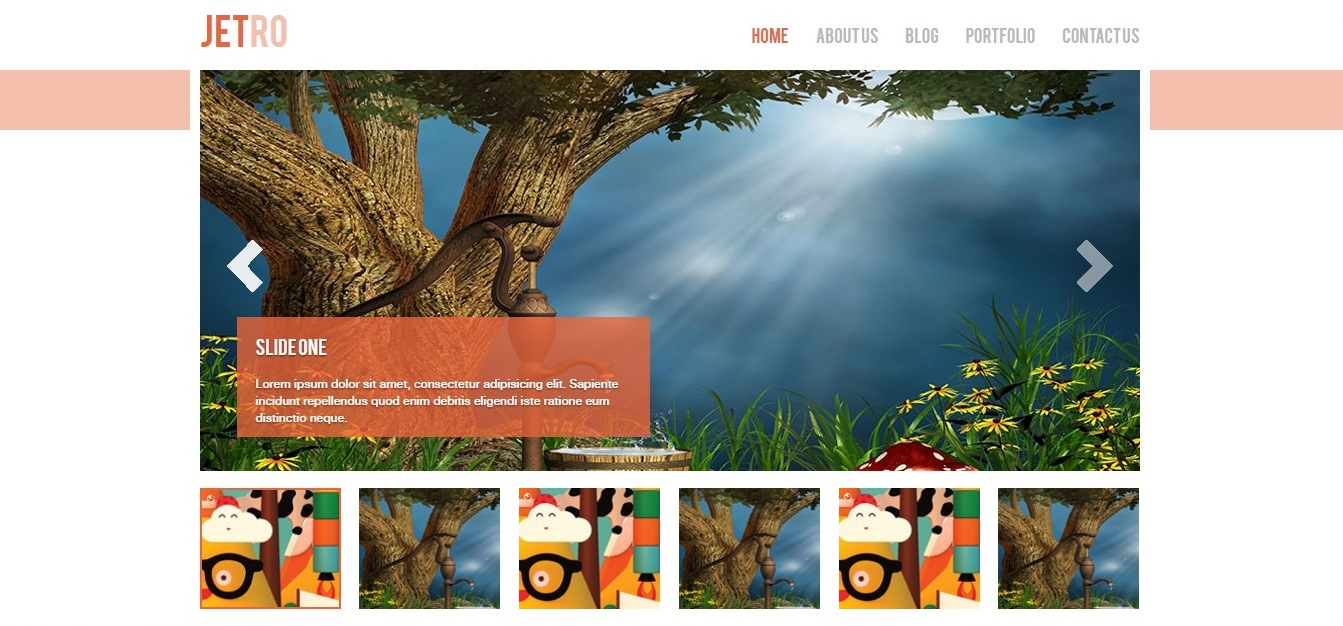 JETRO
HOME ABOUT US BLOG PORTFOLIO CONTACT US
SLIDE ONE
Lorem ipsum dolor sit amet, consectetur adipisicing elit. Sapiente
incidunt repellendus quod enim debitis eligendi iste ratione eum
distinctio neque.